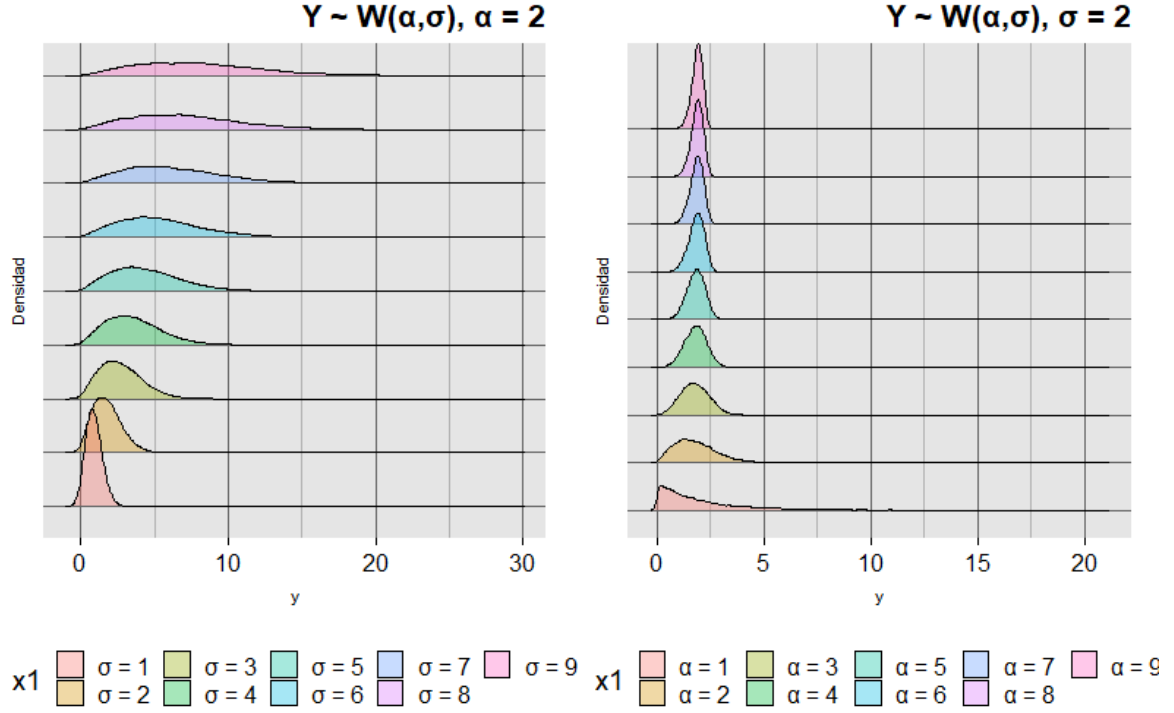 Y ~ W(α,σ), α = 2
Densidad
0 10 20 30
y
x1 σ = 1 σ = 3 σ = 5 σ = 7 σ = 9
σ = 2 σ = 4 σ = 6 σ = 8
Y ~ W(α,σ), σ = 2
Densidad
0 5 10 15 20
y
x1 α = 1 α = 3 α = 5 α = 7 α = 9
α = 2 α = 4 α = 6 α = 8